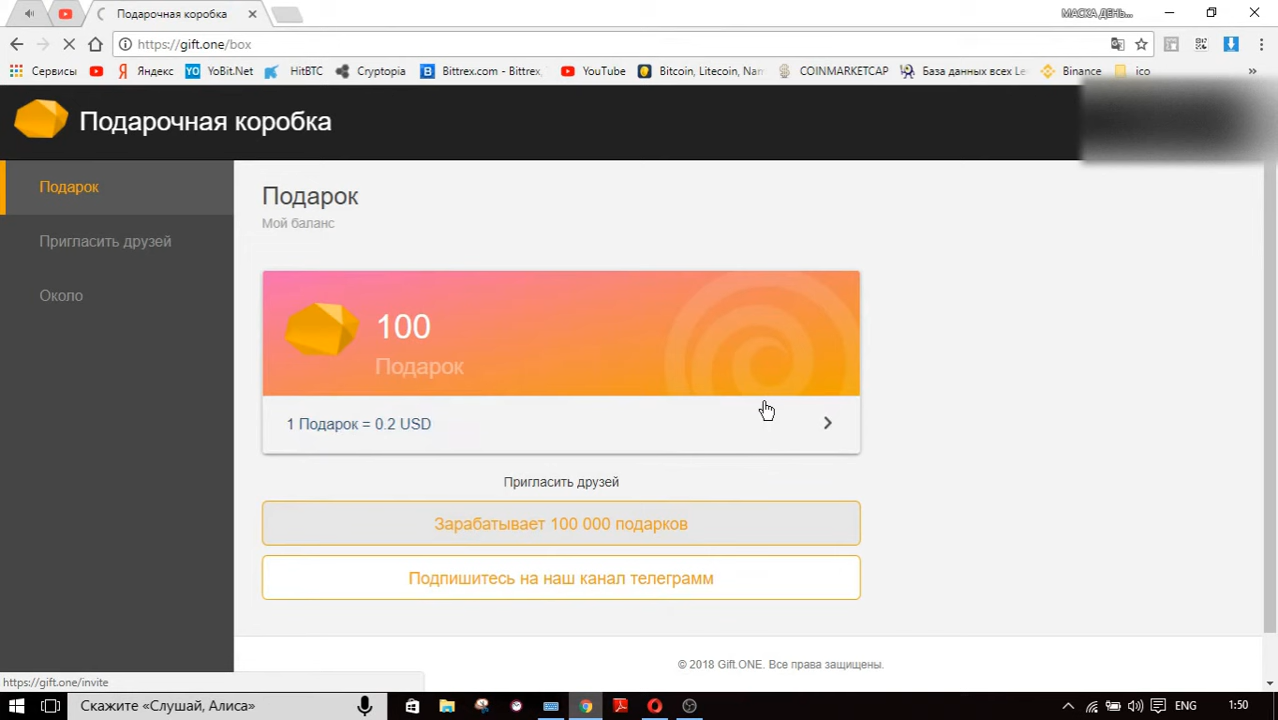 Подарочная коробка
МАСКА ДЕНЬ...
https://gift.one/box
Сервисы
Яндекс
YO YoBit.Net
HitBTC
Cryptopia
Bittrex.com - Bittrex,
YouTube
Bitcoin, Litecoin, Nam
COINMARKETCAP
База данных всех Le
Binance
ico
»
Подарочная коробка
Подарок
Пригласить друзей
Около
Подарок
Мой баланс
100
Подарок
1 Подарок = 0.2 USD
Пригласить друзей
Зарабатывает 100 000 подарков
Подпишитесь на наш канал телеграмм
© 2018 Gift.ONE. Все права защищены.
https://gift.one/invite
Скажите «Слушай, Алиса»
ENG
1:50